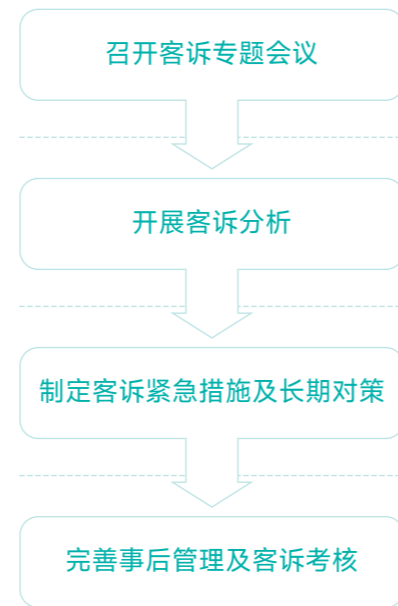 召开客诉专题会议
开展客诉分析
制定客诉紧急措施及长期对策
完善事后管理及客诉考核